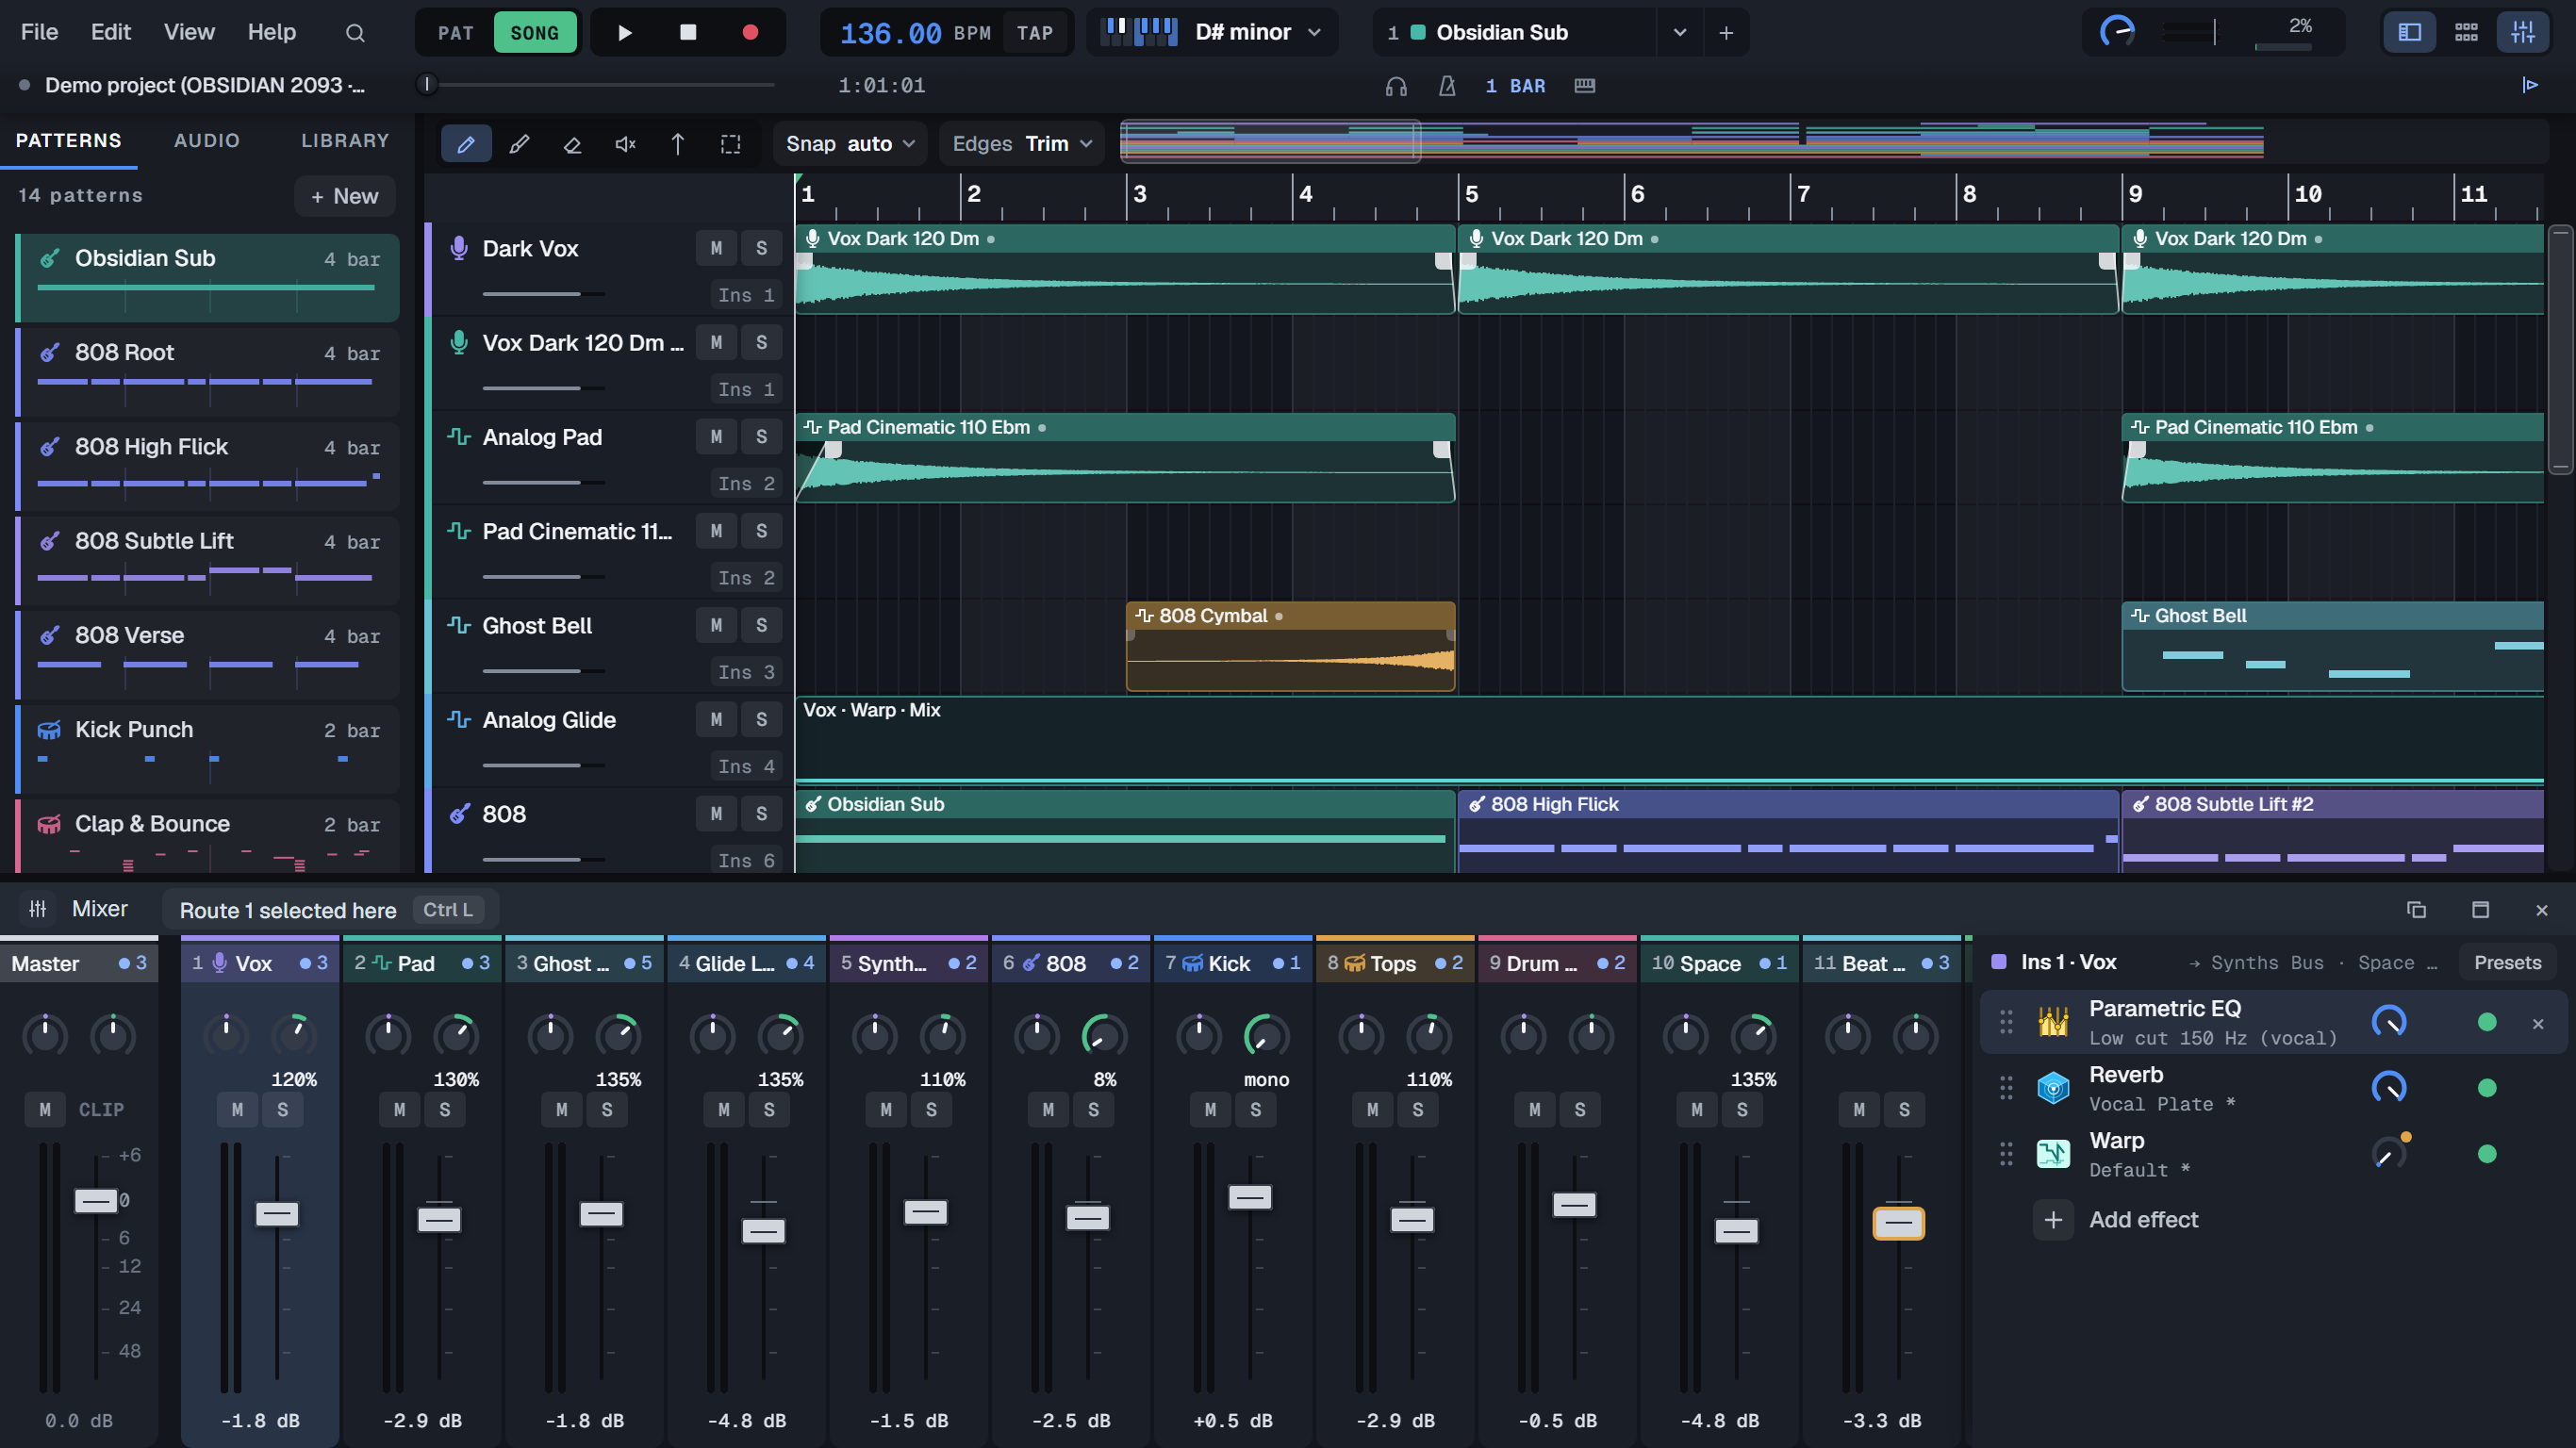 File Edit View Help PAT SONG 136.00 BPM TAP D# minor 1 Obsidian Sub 2%
Demo project (OBSIDIAN 2093 ·... 1:01:01 1 BAR
PATTERNS AUDIO LIBRARY Snap auto Edges Trim
14 patterns + New 1 2 3 4 5 6 7 8 9 10 11
Obsidian Sub 4 bar
808 Root 4 bar
808 High Flick 4 bar
808 Subtle Lift 4 bar
808 Verse 4 bar
Kick Punch 2 bar
Clap & Bounce 2 bar
Dark Vox M S
Ins 1
Vox Dark 120 Dm ... M S
Ins 1
Analog Pad M S
Ins 2
Pad Cinematic 11... M S
Ins 2
Ghost Bell M S
Ins 3
Analog Glide M S
Ins 4
808 M S
Ins 6
Vox Dark 120 Dm Vox Dark 120 Dm Vox Dark 120 Dm
Pad Cinematic 110 Ebm Pad Cinematic 110 Ebm
808 Cymbal Ghost Bell
Vox · Warp · Mix
Obsidian Sub 808 High Flick 808 Subtle Lift #2
Mixer Route 1 selected here Ctrl L
Master 3 1 Vox 3 2 Pad 3 3 Ghost ... 5 4 Glide L... 4 5 Synth... 2 6 808 2 7 Kick 1 8 Tops 2 9 Drum ... 2 10 Space 1 11 Beat ... 3
120% 130% 135% 135% 110% 8% mono 110% 135%
M CLIP M S M S M S M S M S M S M S M S M S M S M S
+6
0
6
12
24
48
0.0 dB -1.8 dB -2.9 dB -1.8 dB -4.8 dB -1.5 dB -2.5 dB +0.5 dB -2.9 dB -0.5 dB -4.8 dB -3.3 dB
Ins 1 · Vox → Synths Bus · Space ... Presets
Parametric EQ
Low cut 150 Hz (vocal)
Reverb
Vocal Plate *
Warp
Default *
+ Add effect